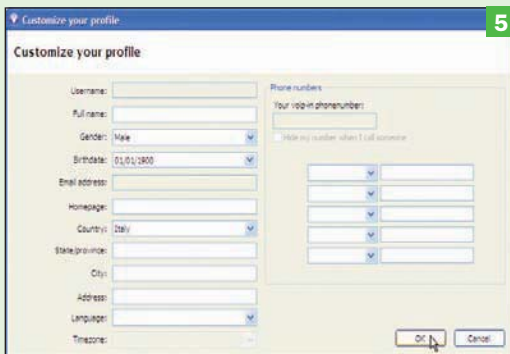 Customize your profile
5
Customize your profile
Username:
Full name:
Gender: Male
Birthdate: 01/01/1900
Email address:
Homepage:
Country: Italy
State/province:
City:
Address:
Language:
Timezone:
Phone numbers
Your voip-in phonenumber:
Hide my number when I call someone
OK
Cancel